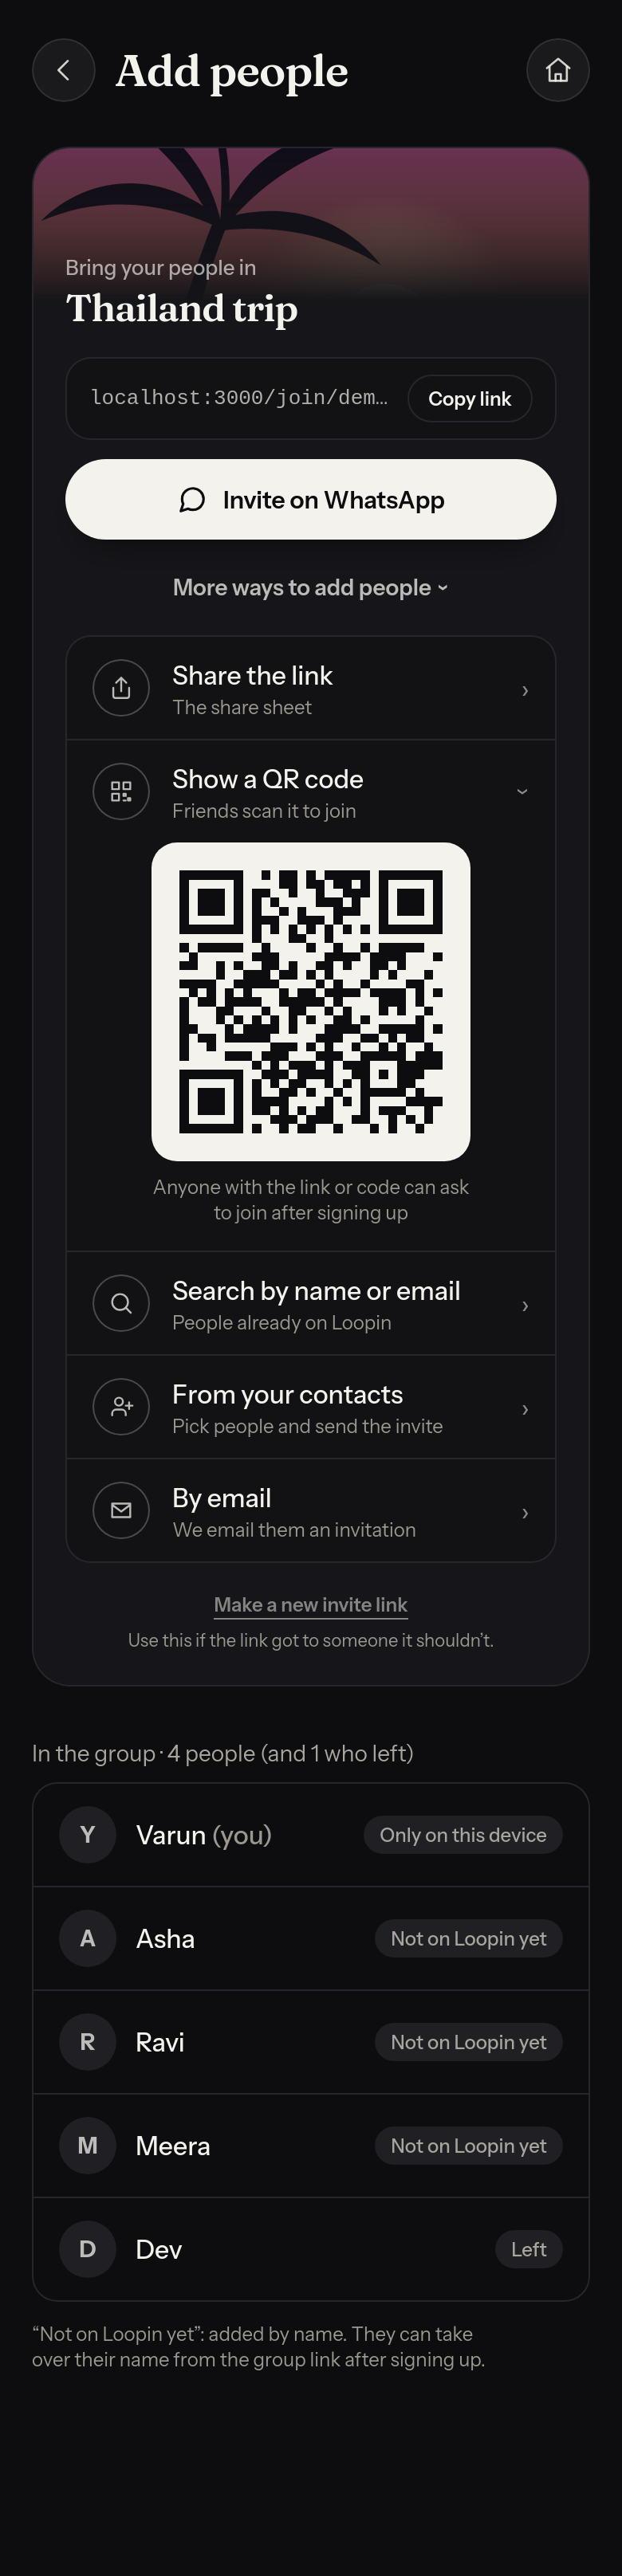 Add people
Bring your people in
Thailand trip
localhost:3000/join/dem…
Copy link
Invite on WhatsApp
More ways to add people
Share the link
The share sheet
Show a QR code
Friends scan it to join
Anyone with the link or code can ask
to join after signing up
Search by name or email
People already on Loopin
From your contacts
Pick people and send the invite
By email
We email them an invitation
Make a new invite link
Use this if the link got to someone it shouldn’t.
In the group · 4 people (and 1 who left)
Y
Varun (you)
Only on this device
A
Asha
Not on Loopin yet
R
Ravi
Not on Loopin yet
M
Meera
Not on Loopin yet
D
Dev
Left
“Not on Loopin yet”: added by name. They can take
over their name from the group link after signing up.